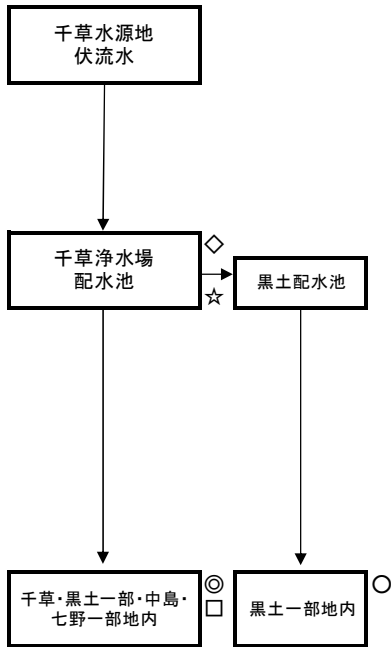 千草水源地
伏流水
千草浄水場
配水池
◇
☆
黒土配水池
千草・黒土一部・中島・
七野一部地内
◎
□
黒土一部地内
○